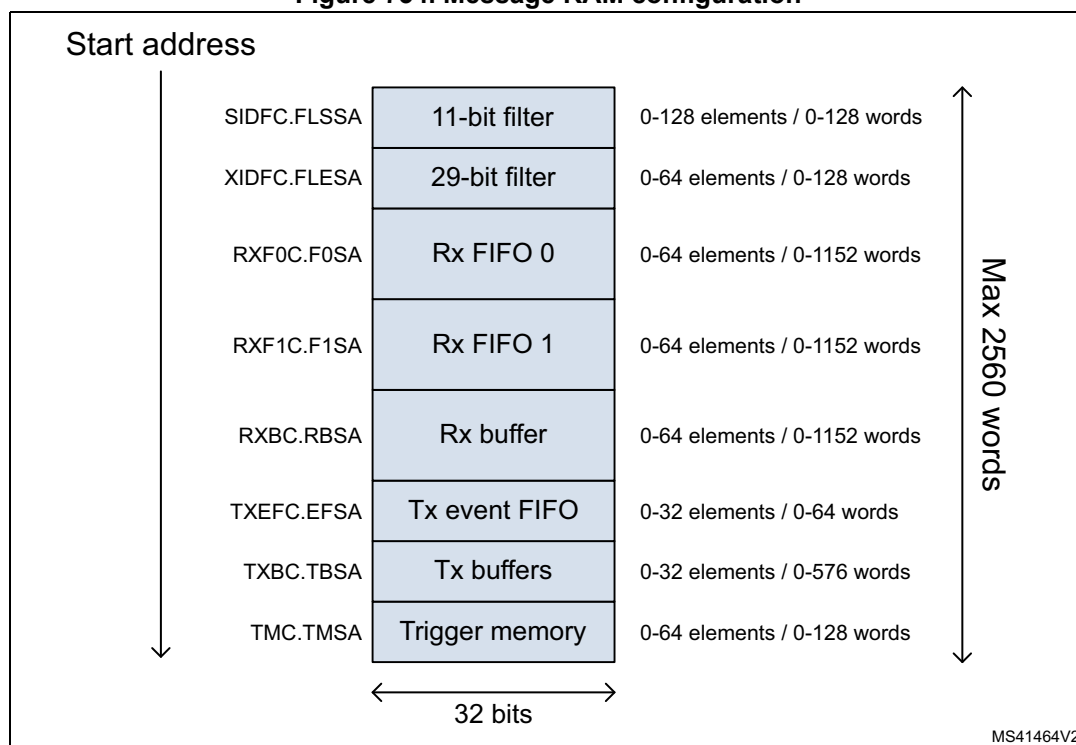 Start address
SIDFC.FLSSA 11-bit filter 0-128 elements / 0-128 words
XIDFC.FLESA 29-bit filter 0-64 elements / 0-128 words
RXF0C.F0SA Rx FIFO 0 0-64 elements / 0-1152 words
RXF1C.F1SA Rx FIFO 1 0-64 elements / 0-1152 words
RXBC.RBSA Rx buffer 0-64 elements / 0-1152 words
TXEFC.EFSA Tx event FIFO 0-32 elements / 0-64 words
TXBC.TBSA Tx buffers 0-32 elements / 0-576 words
TMC.TMSA Trigger memory 0-64 elements / 0-128 words
Max 2560 words
32 bits
MS41464V2